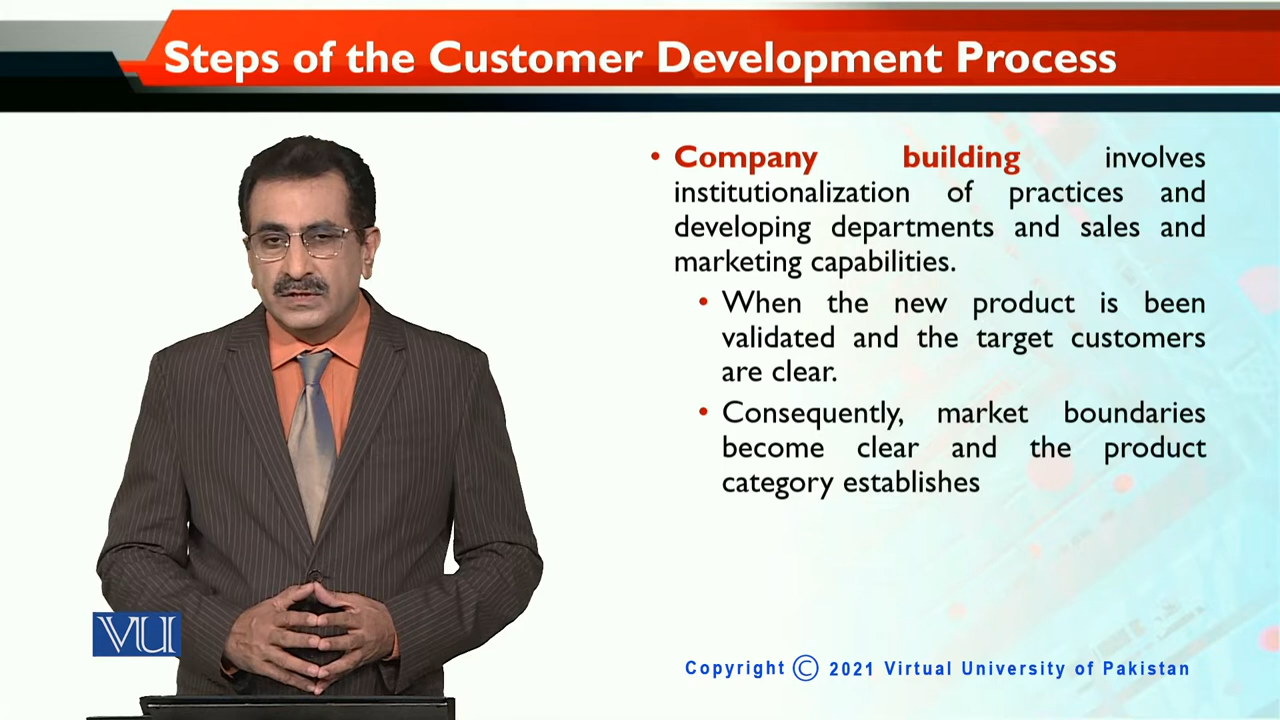 Steps of the Customer Development Process
• Company building involves
institutionalization of practices and
developing departments and sales and
marketing capabilities.
• When the new product is been
validated and the target customers
are clear.
• Consequently, market boundaries
become clear and the product
category establishes
VU
Copyright © 2021 Virtual University of Pakistan